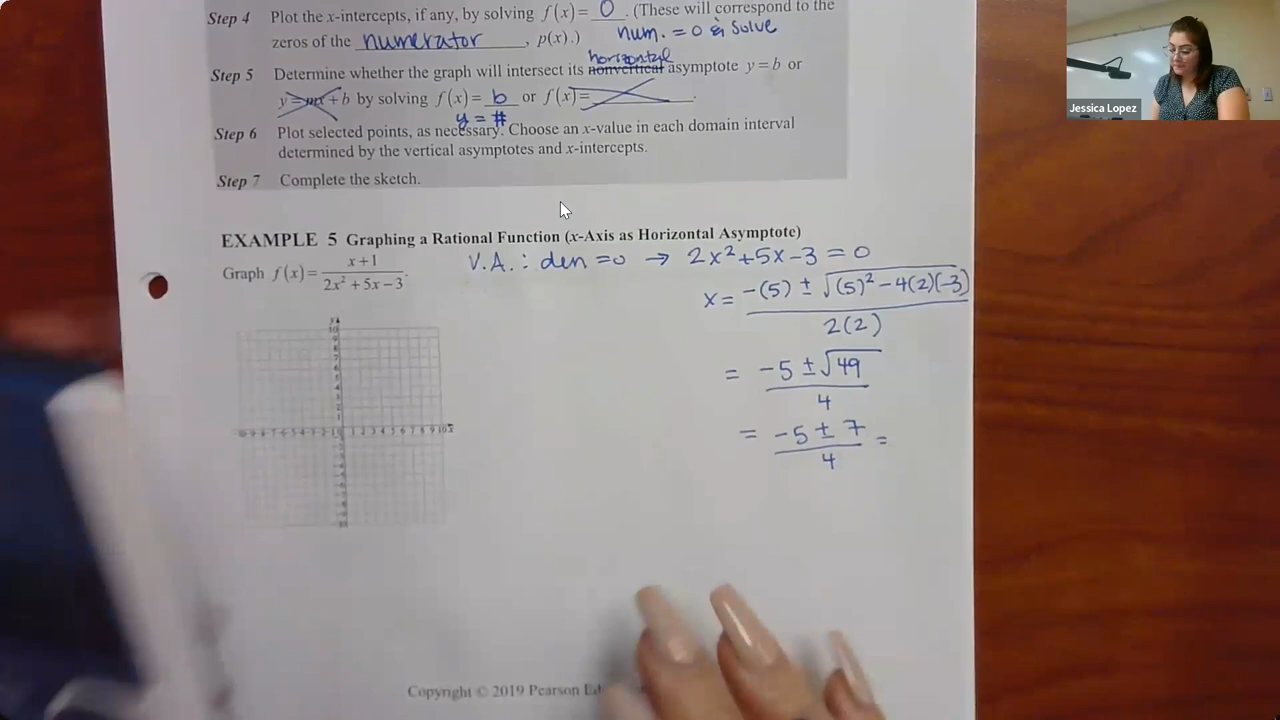 Step 4 Plot the x-intercepts, if any, by solving f(x) = 0. (These will correspond to the
zeros of the numerator, p(x).) num. = 0 & solve
horizontal
Step 5 Determine whether the graph will intersect its nonvertical asymptote y = b or
y = mx + b by solving f(x) = b or f(x) =
y = #
Step 6 Plot selected points, as necessary. Choose an x-value in each domain interval
determined by the vertical asymptotes and x-intercepts.
Step 7 Complete the sketch.
EXAMPLE 5 Graphing a Rational Function (x-Axis as Horizontal Asymptote)
Graph f(x) = x+1 / 2x² + 5x − 3.
V.A.: den = 0 → 2x² + 5x − 3 = 0
x = −(5) ± √(5)² − 4(2)(−3) / 2(2)
= −5 ± √49 / 4
= −5 ± 7 / 4 =
Copyright © 2019 Pearson
Jessica Lopez